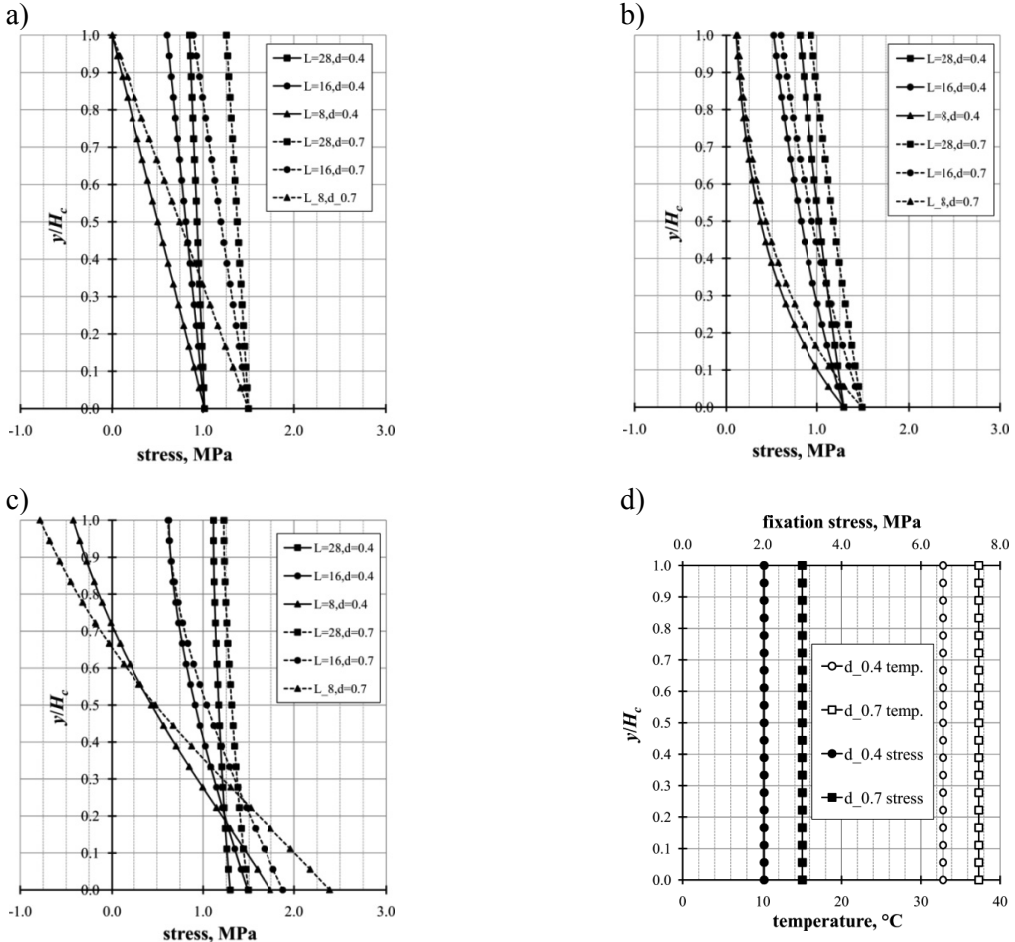 a)
1.0
0.9
0.8
0.7
0.6
0.5
0.4
0.3
0.2
0.1
0.0
y/Hc
-1.0 0.0 1.0 2.0 3.0
stress, MPa
L=28,d=0.4
L=16,d=0.4
L=8,d=0.4
L=28,d=0.7
L=16,d=0.7
L_8,d_0.7
b)
1.0
0.9
0.8
0.7
0.6
0.5
0.4
0.3
0.2
0.1
0.0
y/Hc
-1.0 0.0 1.0 2.0 3.0
stress, MPa
L=28,d=0.4
L=16,d=0.4
L=8,d=0.4
L=28,d=0.7
L=16,d=0.7
L_8,d=0.7
c)
1.0
0.9
0.8
0.7
0.6
0.5
0.4
0.3
0.2
0.1
0.0
y/Hc
-1.0 0.0 1.0 2.0 3.0
stress, MPa
L=28,d=0.4
L=16,d=0.4
L=8,d=0.4
L=28,d=0.7
L=16,d=0.7
L_8,d=0.7
d)
fixation stress, MPa
0.0 2.0 4.0 6.0 8.0
1.0
0.9
0.8
0.7
0.6
0.5
0.4
0.3
0.2
0.1
0.0
y/Hc
d_0.4 temp.
d_0.7 temp.
d_0.4 stress
d_0.7 stress
0 10 20 30 40
temperature, °C